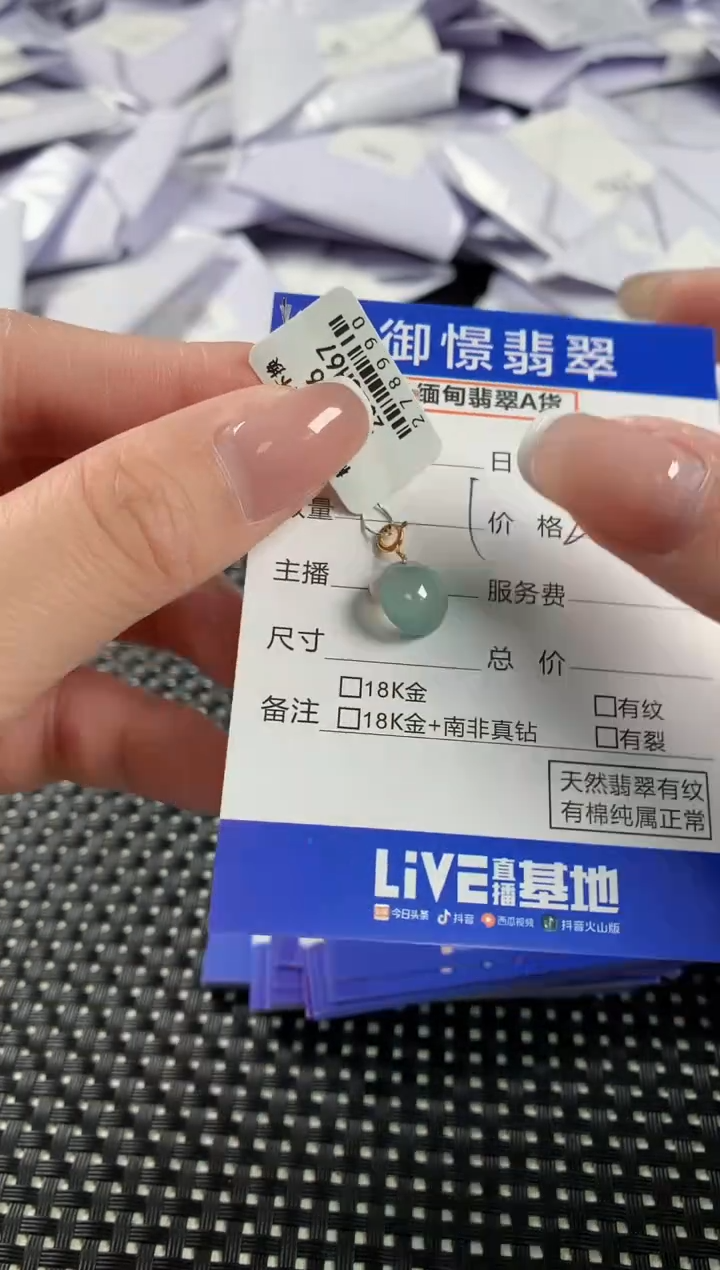 御憬翡翠
缅甸翡翠A货
278990
日
价 格
主播
服务费
尺寸
总 价
备注
□18K金
□有纹
□18K金+南非真钻
□有裂
天然翡翠有纹
有棉纯属正常
LiVE直播基地
今日头条 抖音 西瓜视频 抖音火山版